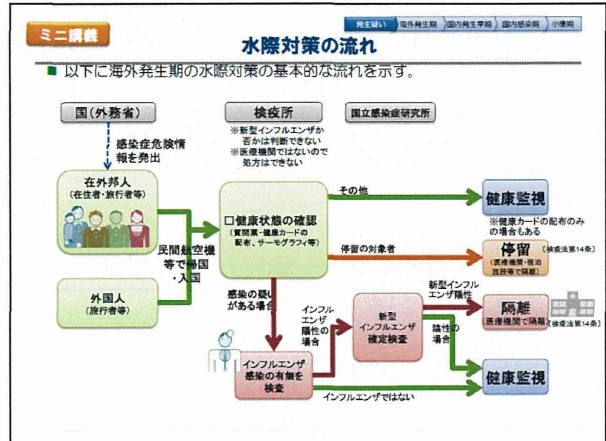 ミニ講義
発生疑い
海外発生期
国内発生早期
国内感染期
小康期
水際対策の流れ
■ 以下に海外発生期の水際対策の基本的な流れを示す。
国(外務省)
検疫所
国立感染症研究所
※新型インフルエンザか
否かは判断できない
※医療機関ではないので
処方はできない
感染症危険情
報を発出
在外邦人
(在住者・旅行者等)
外国人
(旅行者等)
民間航空機
等で帰国
・入国
□健康状態の確認
(質問票・健康カードの
配布、サーモグラフィ等)
その他
健康監視
※健康カードの配布のみ
の場合もある
停留の対象者
停留
(医療機関・宿泊
施設等で隔離)
(検疫法第14条)
感染の疑い
がある場合
インフルエンザ
感染の有無を
検査
インフル
エンザ
陽性の
場合
新型
インフルエンザ
確定検査
新型インフル
エンザ陽性
隔離
(医療機関で隔離)
(検疫法第14条)
陰性の
場合
インフルエンザではない
健康監視